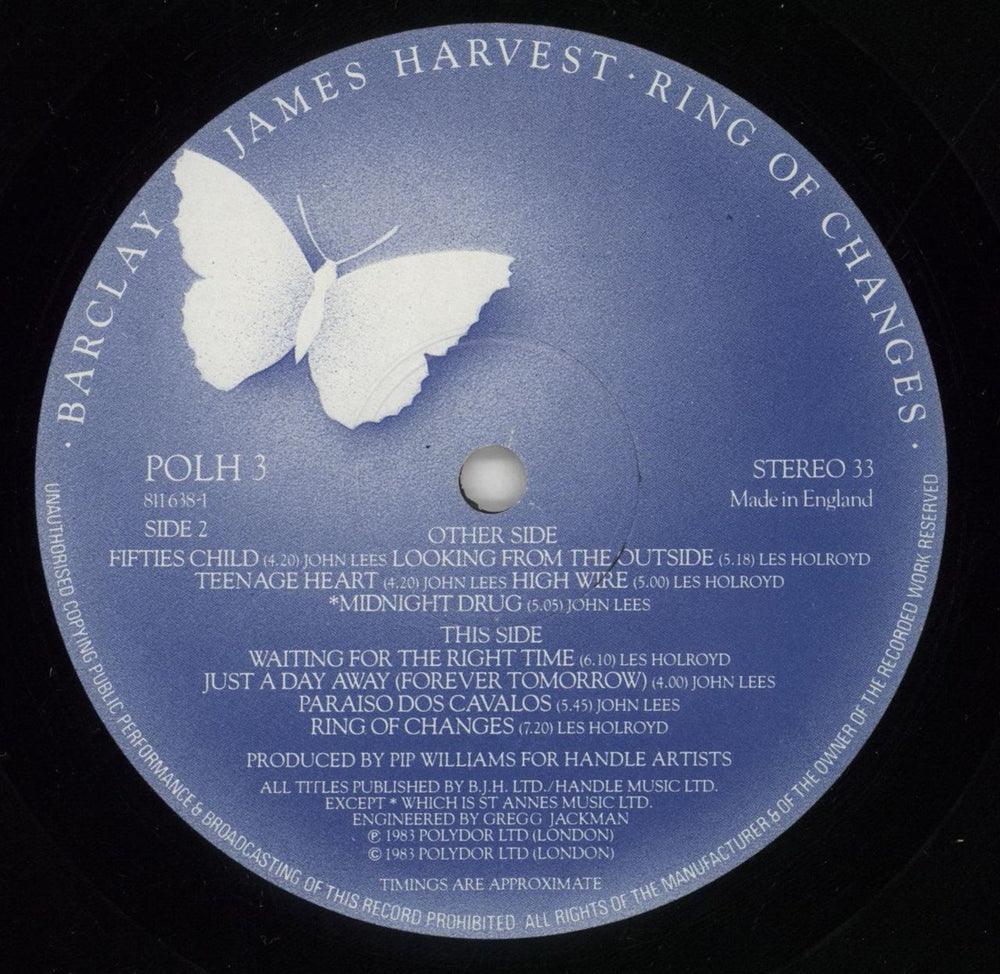 · BARCLAY JAMES HARVEST · RING OF CHANGES ·
POLH 3
811 638-1
SIDE 2
STEREO 33
Made in England
OTHER SIDE
FIFTIES CHILD (4.20) JOHN LEES LOOKING FROM THE OUTSIDE (5.18) LES HOLROYD
TEENAGE HEART (4.20) JOHN LEES HIGH WIRE (5.00) LES HOLROYD
*MIDNIGHT DRUG (5.05) JOHN LEES
THIS SIDE
WAITING FOR THE RIGHT TIME (6.10) LES HOLROYD
JUST A DAY AWAY (FOREVER TOMORROW) (4.00) JOHN LEES
PARAISO DOS CAVALOS (5.45) JOHN LEES
RING OF CHANGES (7.20) LES HOLROYD
PRODUCED BY PIP WILLIAMS FOR HANDLE ARTISTS
ALL TITLES PUBLISHED BY B.J.H. LTD./HANDLE MUSIC LTD.
EXCEPT * WHICH IS ST ANNES MUSIC LTD.
ENGINEERED BY GREGG JACKMAN
℗ 1983 POLYDOR LTD (LONDON)
© 1983 POLYDOR LTD (LONDON)
TIMINGS ARE APPROXIMATE
UNAUTHORISED COPYING PUBLIC PERFORMANCE & BROADCASTING OF THIS RECORD PROHIBITED · ALL RIGHTS OF THE MANUFACTURER & OF THE OWNER OF THE RECORDED WORK RESERVED